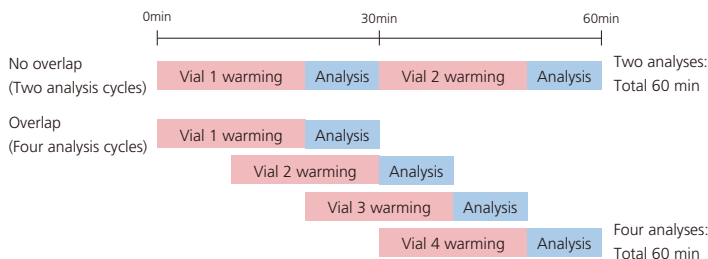 0min 30min 60min
No overlap
(Two analysis cycles)
Vial 1 warming Analysis Vial 2 warming Analysis
Two analyses:
Total 60 min
Overlap
(Four analysis cycles)
Vial 1 warming Analysis
Vial 2 warming Analysis
Vial 3 warming Analysis
Vial 4 warming Analysis
Four analyses:
Total 60 min